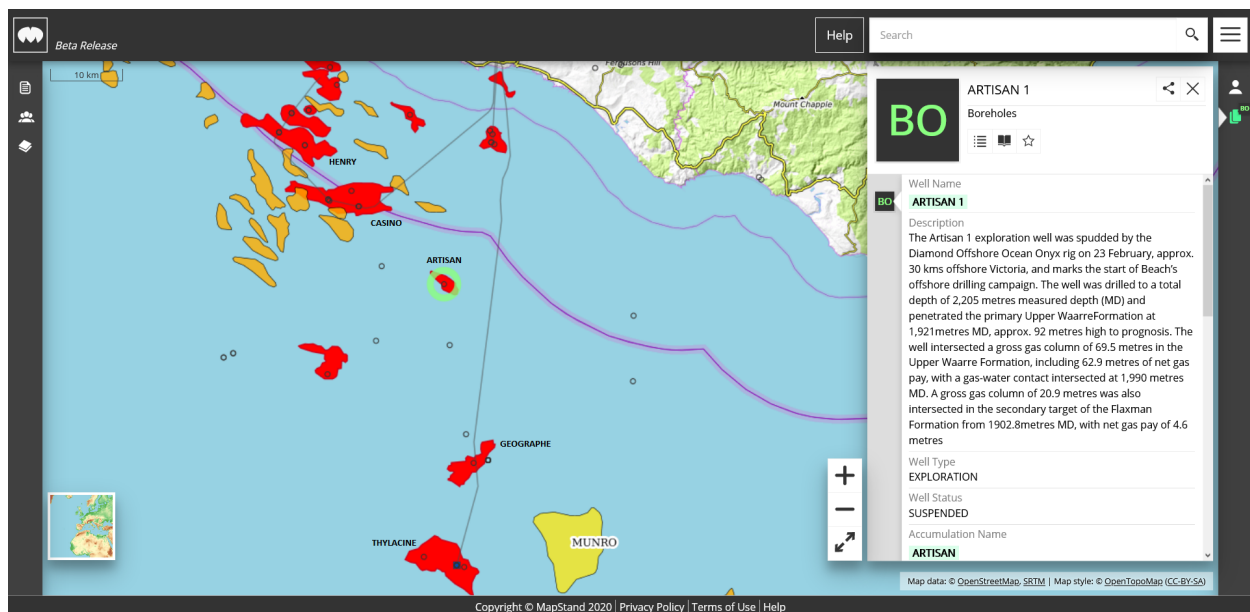 Beta Release
Help
Search
10 km
Fergusons Hill
Mount Chapple
HENRY
CASINO
ARTISAN
GEOGRAPHE
THYLACINE
MUNRO
BO
ARTISAN 1
Boreholes
BO
BO
Well Name
ARTISAN 1
Description
The Artisan 1 exploration well was spudded by the
Diamond Offshore Ocean Onyx rig on 23 February, approx.
30 kms offshore Victoria, and marks the start of Beach's
offshore drilling campaign. The well was drilled to a total
depth of 2,205 metres measured depth (MD) and
penetrated the primary Upper WaarreFormation at
1,921metres MD, approx. 92 metres high to prognosis. The
well intersected a gross gas column of 69.5 metres in the
Upper Waarre Formation, including 62.9 metres of net gas
pay, with a gas-water contact intersected at 1,990 metres
MD. A gross gas column of 20.9 metres was also
intersected in the secondary target of the Flaxman
Formation from 1902.8metres MD, with net gas pay of 4.6
metres
Well Type
EXPLORATION
Well Status
SUSPENDED
Accumulation Name
ARTISAN
Map data: © OpenStreetMap, SRTM | Map style: © OpenTopoMap (CC-BY-SA)
Copyright © MapStand 2020 | Privacy Policy | Terms of Use | Help